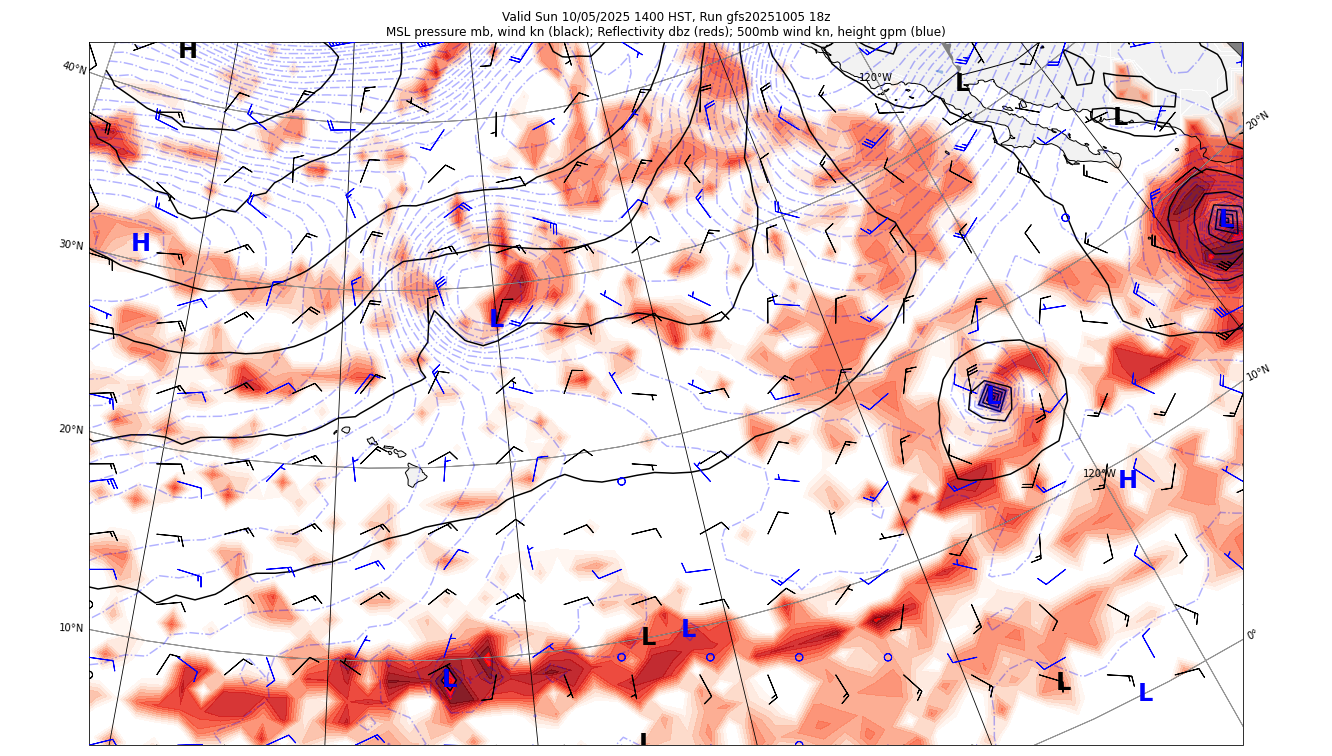 Valid Sun 10/05/2025 1400 HST, Run gfs20251005 18z
MSL pressure mb, wind kn (black); Reflectivity dbz (reds); 500mb wind kn, height gpm (blue)
H
40°N
120°W
L
L
20°N
L
H
30°N
L
10°N
L
20°N
120°W
H
10°N
L
L
0°
L
L
L
L